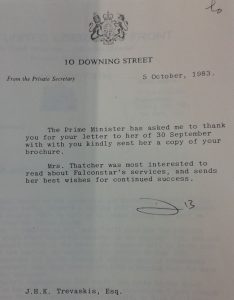 10 DOWNING STREET
From the Private Secretary
5 October, 1983.
The Prime Minister has asked me to thank
you for your letter to her of 30 September
with with you kindly sent her a copy of your
brochure.
Mrs. Thatcher was most interested to
read about Falconstar's services, and sends
her best wishes for continued success.
J.H.K. Trevaskis, Esq.